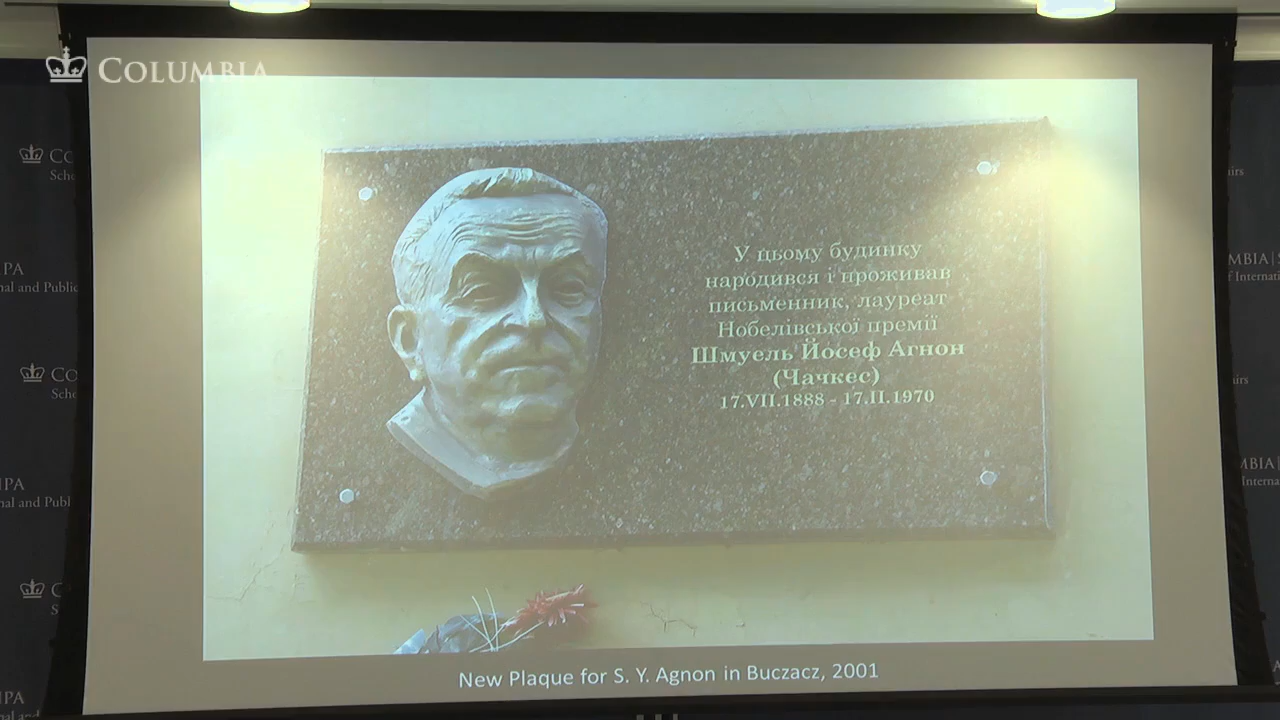 COLUMBIA
У цьому будинку
народився і проживав
письменник, лауреат
Нобелівської премії
Шмуель Йосеф Агнон
(Чачкес)
17.VII.1888 - 17.II.1970
New Plaque for S. Y. Agnon in Buczacz, 2001